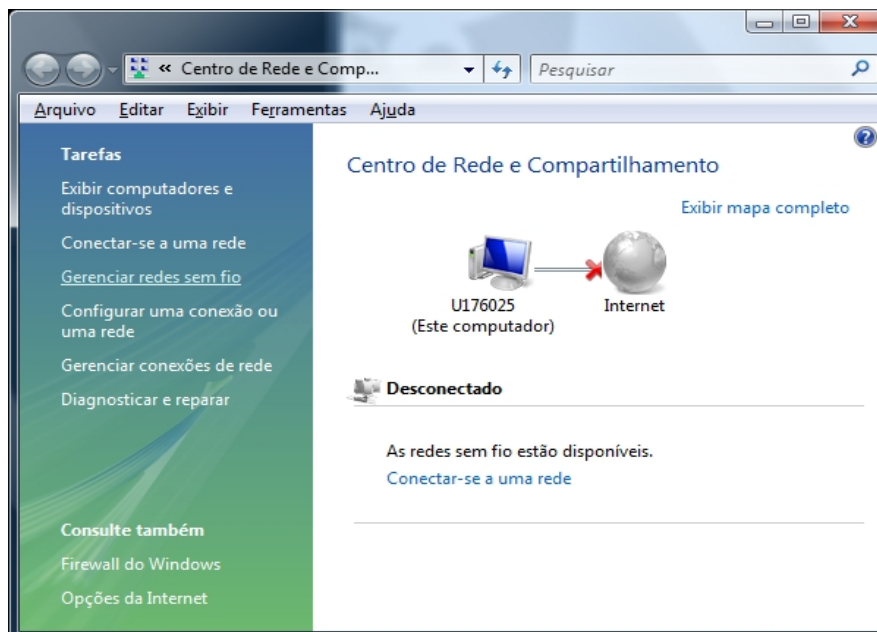 « Centro de Rede e Comp...
Pesquisar
Arquivo Editar Exibir Ferramentas Ajuda
Tarefas
Exibir computadores e
dispositivos
Conectar-se a uma rede
Gerenciar redes sem fio
Configurar uma conexão ou
uma rede
Gerenciar conexões de rede
Diagnosticar e reparar
Consulte também
Firewall do Windows
Opções da Internet
Centro de Rede e Compartilhamento
Exibir mapa completo
U176025
(Este computador)
Internet
Desconectado
As redes sem fio estão disponíveis.
Conectar-se a uma rede